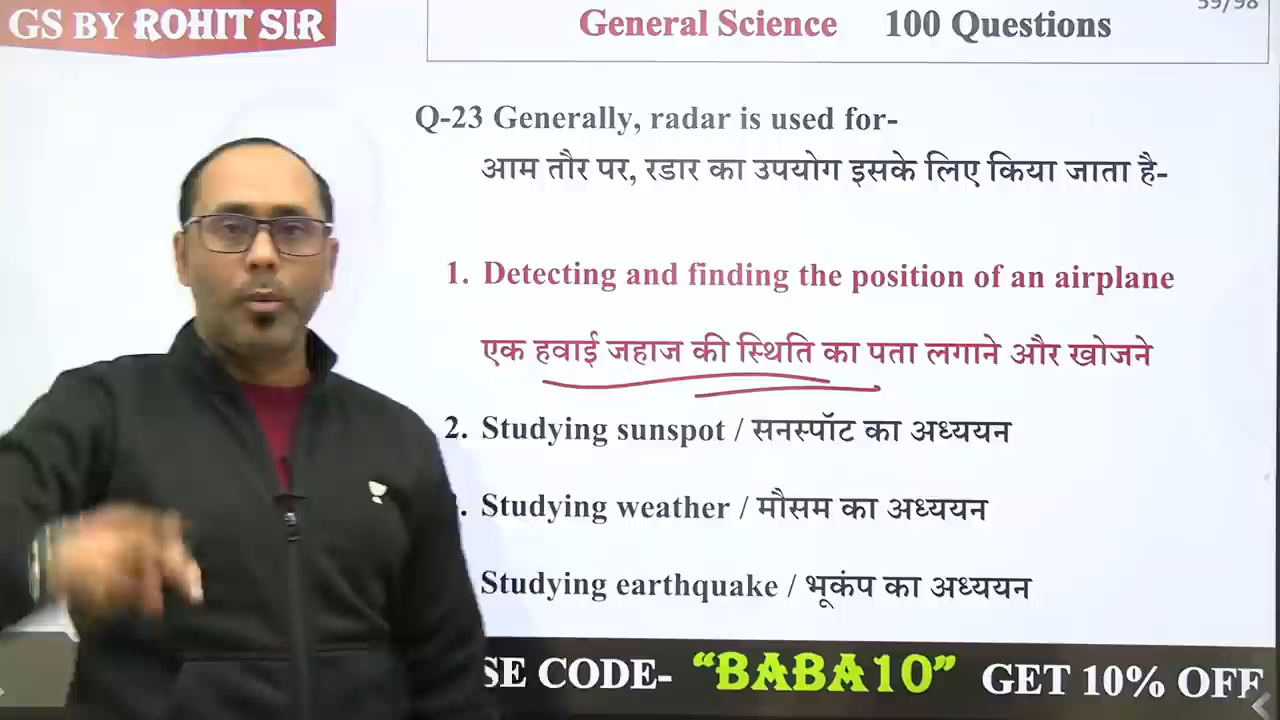 GS BY ROHIT SIR
General Science 100 Questions
59/98
Q-23 Generally, radar is used for-
आम तौर पर, रडार का उपयोग इसके लिए किया जाता है-
1. Detecting and finding the position of an airplane
एक हवाई जहाज की स्थिति का पता लगाने और खोजने
2. Studying sunspot / सनस्पॉट का अध्ययन
Studying weather / मौसम का अध्ययन
Studying earthquake / भूकंप का अध्ययन
SE CODE- “BABA10” GET 10% OFF